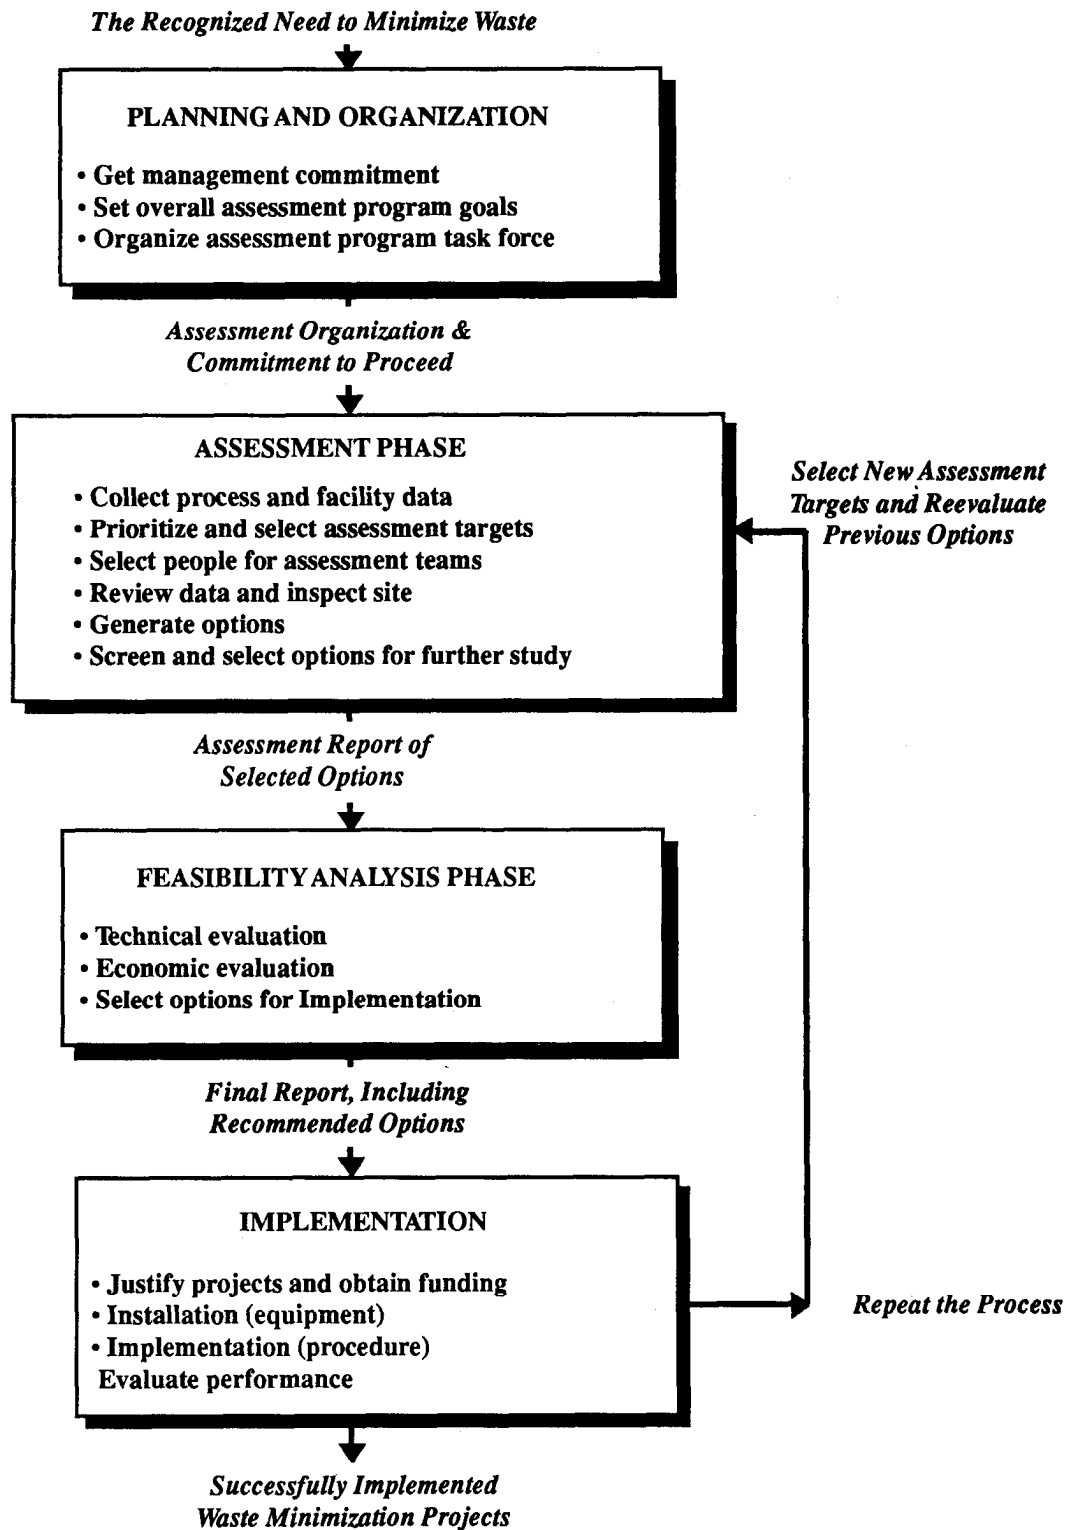 The Recognized Need to Minimize Waste
PLANNING AND ORGANIZATION
• Get management commitment
• Set overall assessment program goals
• Organize assessment program task force
Assessment Organization &
Commitment to Proceed
ASSESSMENT PHASE
• Collect process and facility data
• Prioritize and select assessment targets
• Select people for assessment teams
• Review data and inspect site
• Generate options
• Screen and select options for further study
Select New Assessment
Targets and Reevaluate
Previous Options
Assessment Report of
Selected Options
FEASIBILITY ANALYSIS PHASE
• Technical evaluation
• Economic evaluation
• Select options for Implementation
Final Report, Including
Recommended Options
IMPLEMENTATION
• Justify projects and obtain funding
• Installation (equipment)
• Implementation (procedure)
Evaluate performance
Repeat the Process
Successfully Implemented
Waste Minimization Projects